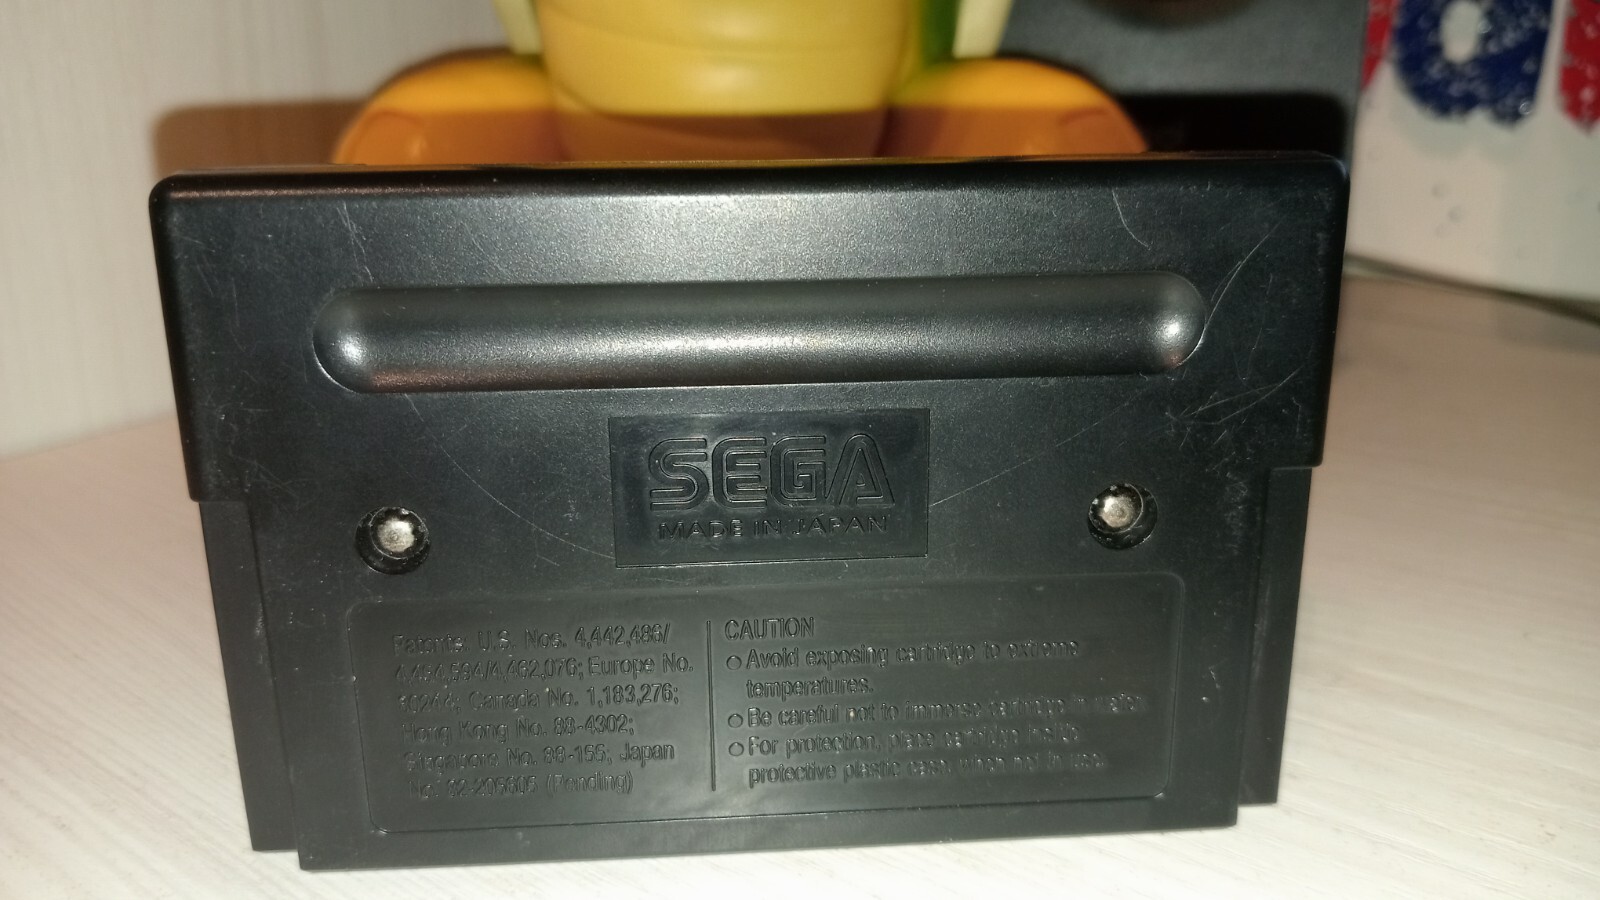 SEGA
MADE IN JAPAN
Patents: U.S. Nos. 4,442,486/
4,454,594/4,462,076; Europe No.
80244; Canada No. 1,183,276;
Hong Kong No. 88-4302;
Singapore No. 88-155; Japan
No. 82-205605 (Pending)
CAUTION
Avoid exposing cartridge to extreme
temperatures.
Be careful not to immerse cartridge in water.
For protection, place cartridge inside
protective plastic case, when not in use.